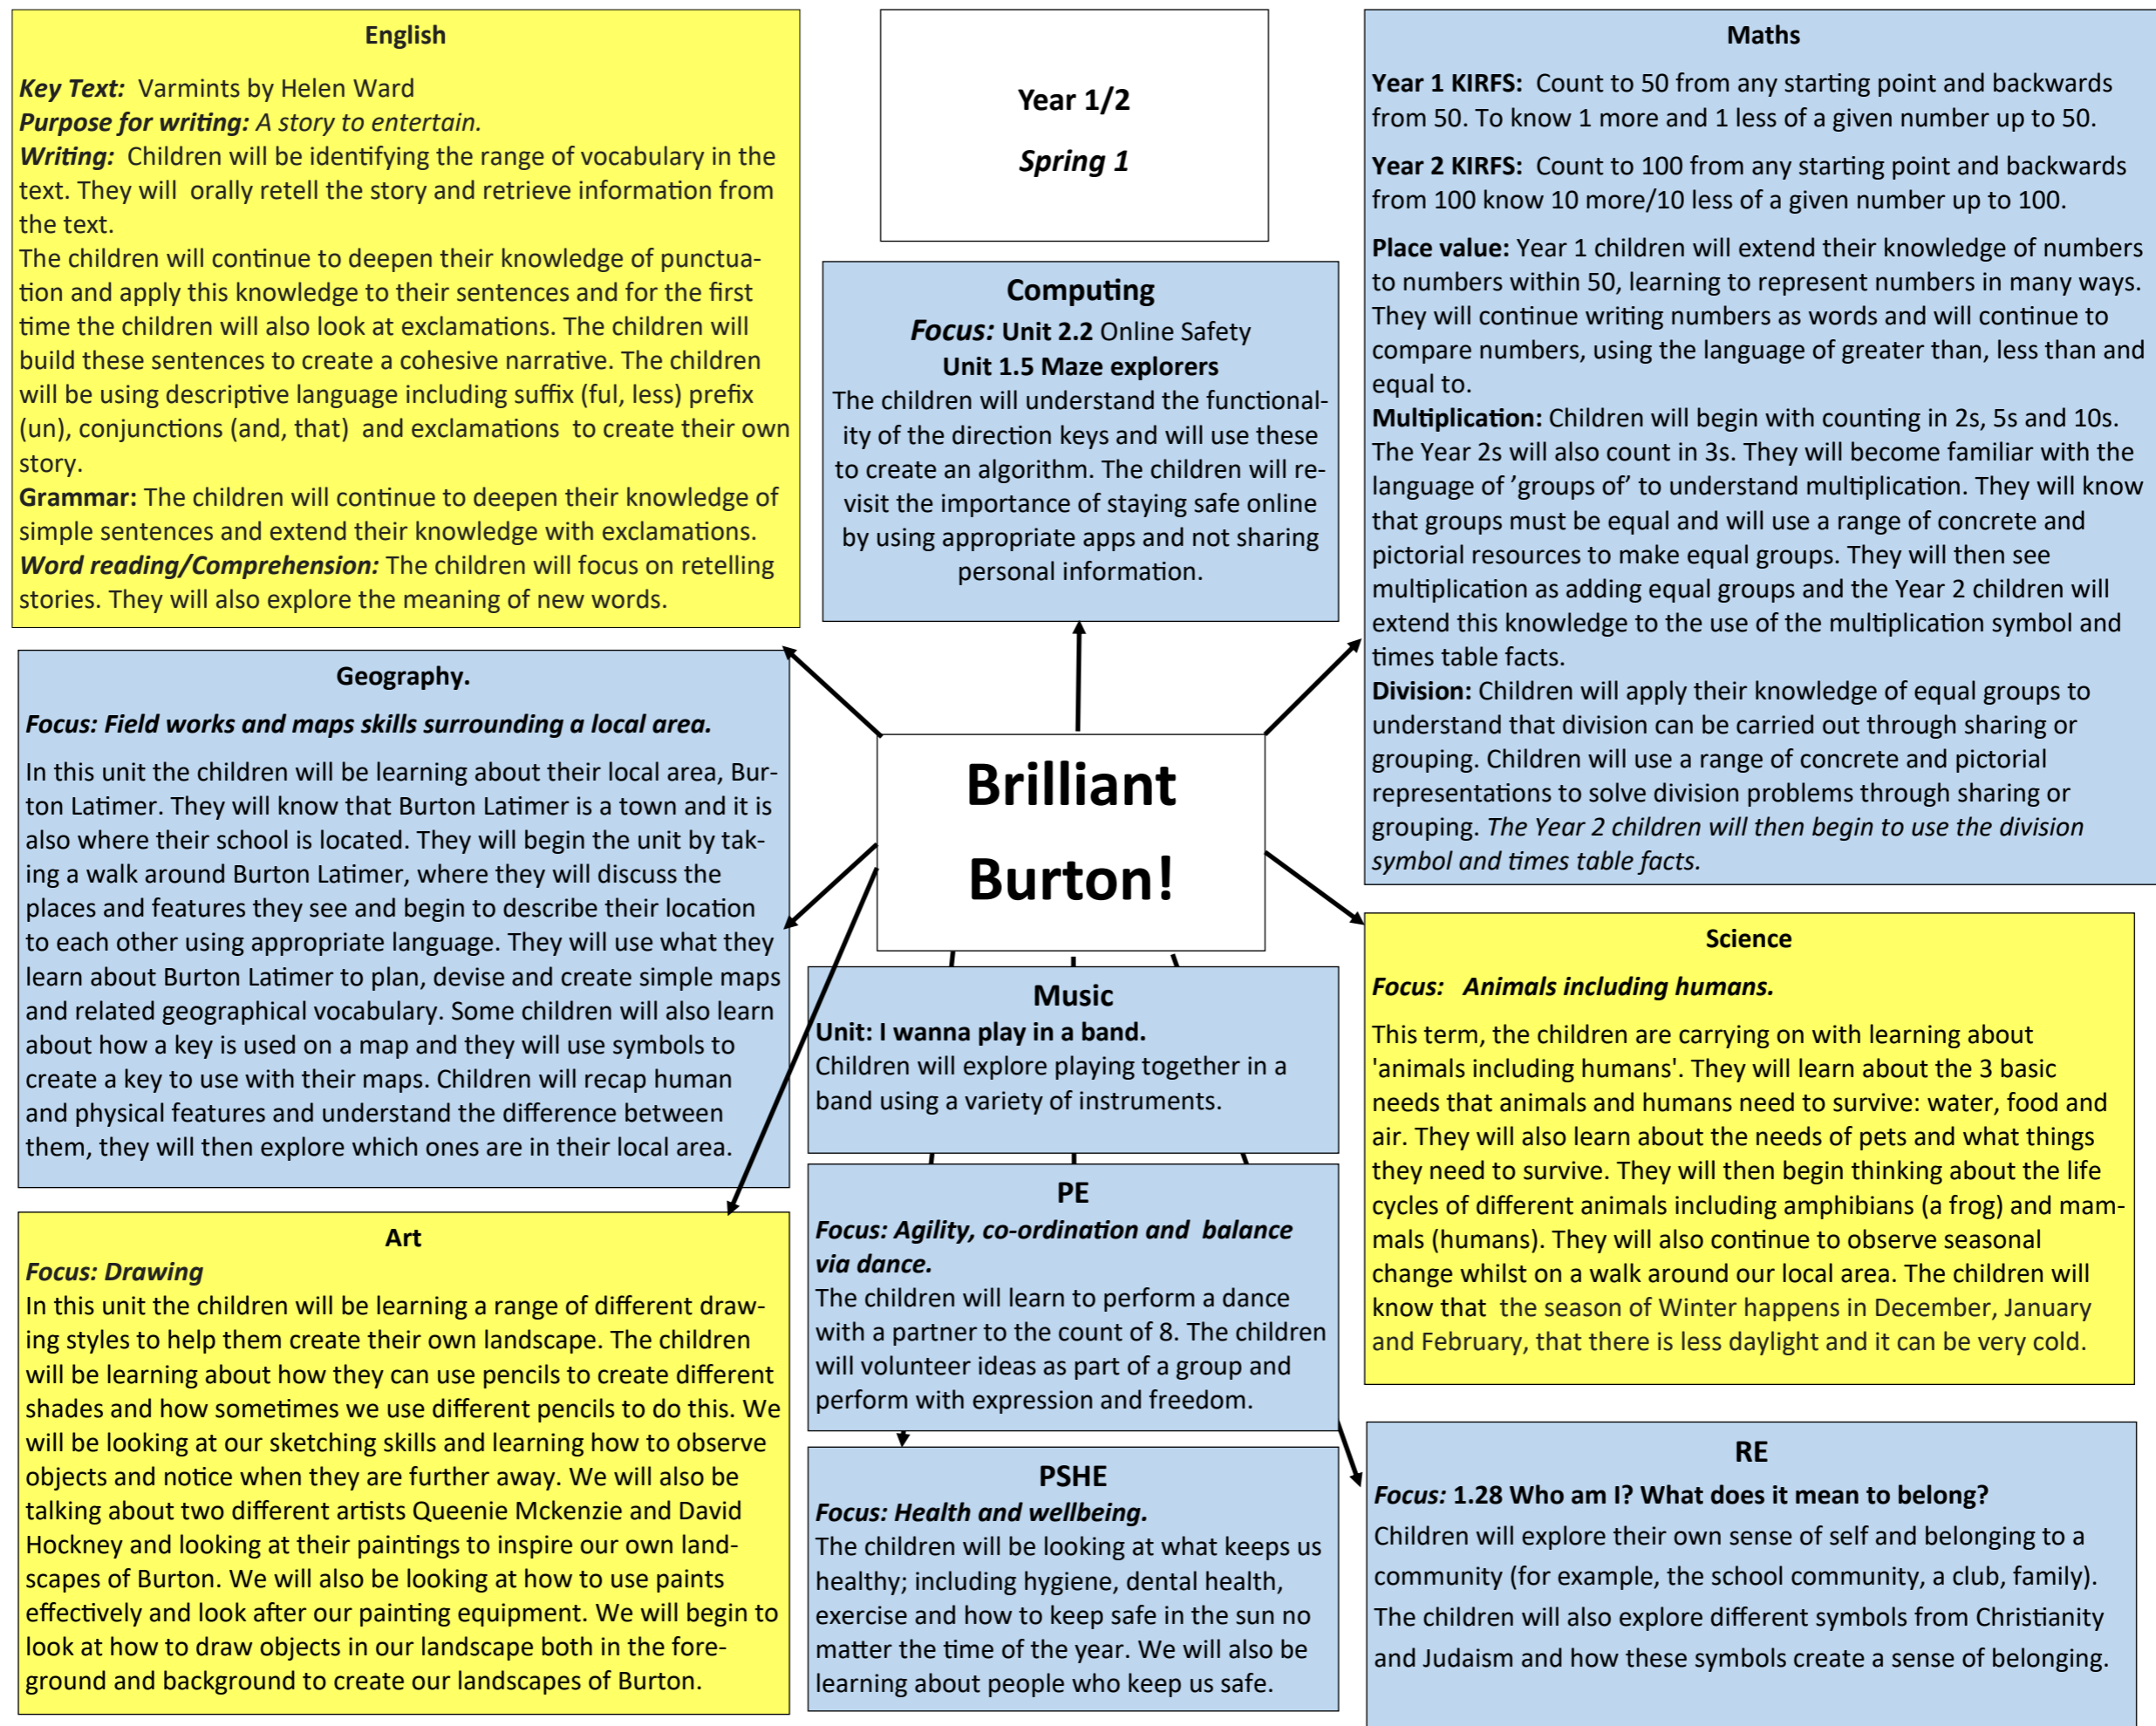 English
Key Text: Varmints by Helen Ward
Purpose for writing: A story to entertain.
Writing: Children will be identifying the range of vocabulary in the
text. They will orally retell the story and retrieve information from
the text.
The children will continue to deepen their knowledge of punctua-
tion and apply this knowledge to their sentences and for the first
time the children will also look at exclamations. The children will
build these sentences to create a cohesive narrative. The children
will be using descriptive language including suffix (ful, less) prefix
(un), conjunctions (and, that) and exclamations to create their own
story.
Grammar: The children will continue to deepen their knowledge of
simple sentences and extend their knowledge with exclamations.
Word reading/Comprehension: The children will focus on retelling
stories. They will also explore the meaning of new words.
Year 1/2
Spring 1
Computing
Focus: Unit 2.2 Online Safety
Unit 1.5 Maze explorers
The children will understand the functional-
ity of the direction keys and will use these
to create an algorithm. The children will re-
visit the importance of staying safe online
by using appropriate apps and not sharing
personal information.
Maths
Year 1 KIRFS: Count to 50 from any starting point and backwards
from 50. To know 1 more and 1 less of a given number up to 50.
Year 2 KIRFS: Count to 100 from any starting point and backwards
from 100 know 10 more/10 less of a given number up to 100.
Place value: Year 1 children will extend their knowledge of numbers
to numbers within 50, learning to represent numbers in many ways.
They will continue writing numbers as words and will continue to
compare numbers, using the language of greater than, less than and
equal to.
Multiplication: Children will begin with counting in 2s, 5s and 10s.
The Year 2s will also count in 3s. They will become familiar with the
language of ’groups of’ to understand multiplication. They will know
that groups must be equal and will use a range of concrete and
pictorial resources to make equal groups. They will then see
multiplication as adding equal groups and the Year 2 children will
extend this knowledge to the use of the multiplication symbol and
times table facts.
Division: Children will apply their knowledge of equal groups to
understand that division can be carried out through sharing or
grouping. Children will use a range of concrete and pictorial
representations to solve division problems through sharing or
grouping. The Year 2 children will then begin to use the division
symbol and times table facts.
Geography.
Focus: Field works and maps skills surrounding a local area.
In this unit the children will be learning about their local area, Bur-
ton Latimer. They will know that Burton Latimer is a town and it is
also where their school is located. They will begin the unit by tak-
ing a walk around Burton Latimer, where they will discuss the
places and features they see and begin to describe their location
to each other using appropriate language. They will use what they
learn about Burton Latimer to plan, devise and create simple maps
and related geographical vocabulary. Some children will also learn
about how a key is used on a map and they will use symbols to
create a key to use with their maps. Children will recap human
and physical features and understand the difference between
them, they will then explore which ones are in their local area.
Brilliant
Burton!
Music
Unit: I wanna play in a band.
Children will explore playing together in a
band using a variety of instruments.
Science
Focus: Animals including humans.
This term, the children are carrying on with learning about
'animals including humans'. They will learn about the 3 basic
needs that animals and humans need to survive: water, food and
air. They will also learn about the needs of pets and what things
they need to survive. They will then begin thinking about the life
cycles of different animals including amphibians (a frog) and mam-
mals (humans). They will also continue to observe seasonal
change whilst on a walk around our local area. The children will
know that the season of Winter happens in December, January
and February, that there is less daylight and it can be very cold.
Art
Focus: Drawing
In this unit the children will be learning a range of different draw-
ing styles to help them create their own landscape. The children
will be learning about how they can use pencils to create different
shades and how sometimes we use different pencils to do this. We
will be looking at our sketching skills and learning how to observe
objects and notice when they are further away. We will also be
talking about two different artists Queenie Mckenzie and David
Hockney and looking at their paintings to inspire our own land-
scapes of Burton. We will also be looking at how to use paints
effectively and look after our painting equipment. We will begin to
look at how to draw objects in our landscape both in the fore-
ground and background to create our landscapes of Burton.
PE
Focus: Agility, co-ordination and balance
via dance.
The children will learn to perform a dance
with a partner to the count of 8. The children
will volunteer ideas as part of a group and
perform with expression and freedom.
PSHE
Focus: Health and wellbeing.
The children will be looking at what keeps us
healthy; including hygiene, dental health,
exercise and how to keep safe in the sun no
matter the time of the year. We will also be
learning about people who keep us safe.
RE
Focus: 1.28 Who am I? What does it mean to belong?
Children will explore their own sense of self and belonging to a
community (for example, the school community, a club, family).
The children will also explore different symbols from Christianity
and Judaism and how these symbols create a sense of belonging.